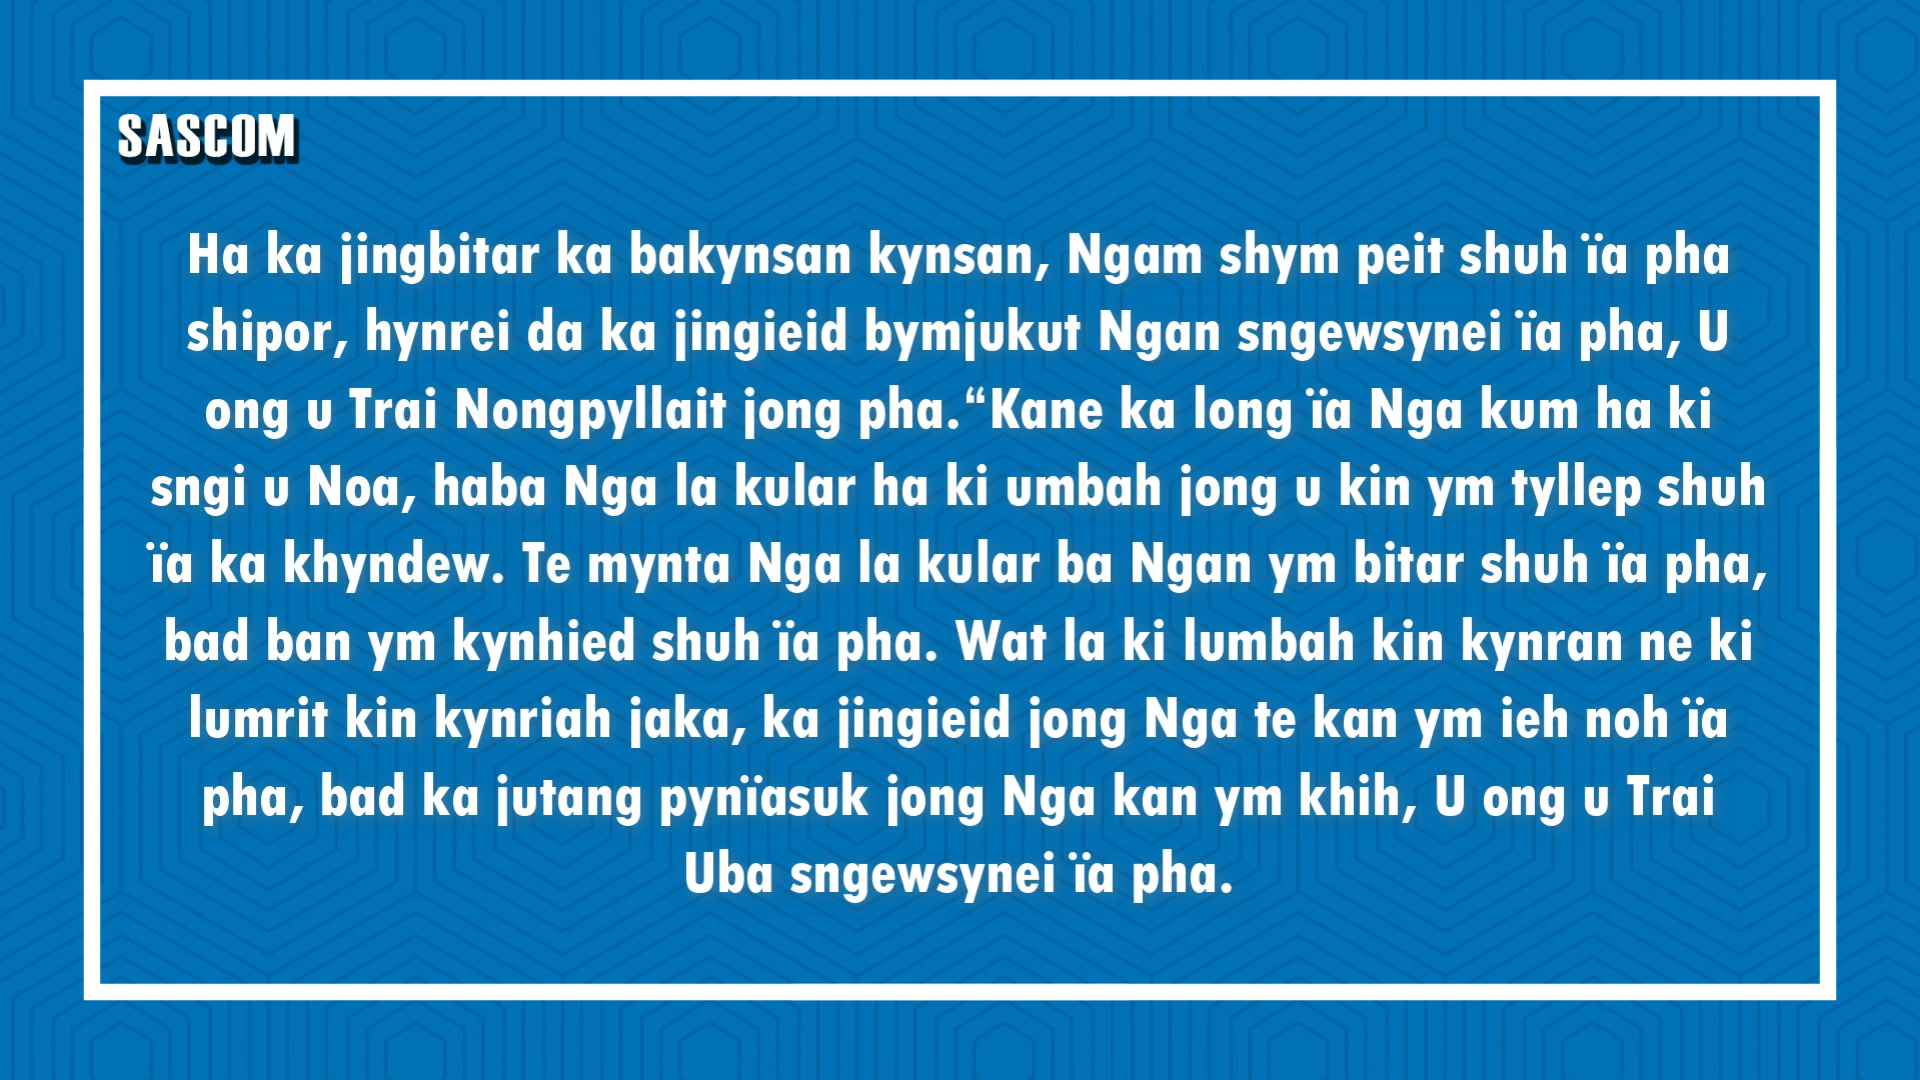 SASCOM
Ha ka jingbitar ka bakynsan kynsan, Ngam shym peit shuh ïa pha
shipor, hynrei da ka jingieid bymjukut Ngan sngewsynei ïa pha, U
ong u Trai Nongpyllait jong pha.“Kane ka long ïa Nga kum ha ki
sngi u Noa, haba Nga la kular ha ki umbah jong u kin ym tyllep shuh
ïa ka khyndew. Te mynta Nga la kular ba Ngan ym bitar shuh ïa pha,
bad ban ym kynhied shuh ïa pha. Wat la ki lumbah kin kynran ne ki
lumrit kin kynriah jaka, ka jingieid jong Nga te kan ym ieh noh ïa
pha, bad ka jutang pynïasuk jong Nga kan ym khih, U ong u Trai
Uba sngewsynei ïa pha.